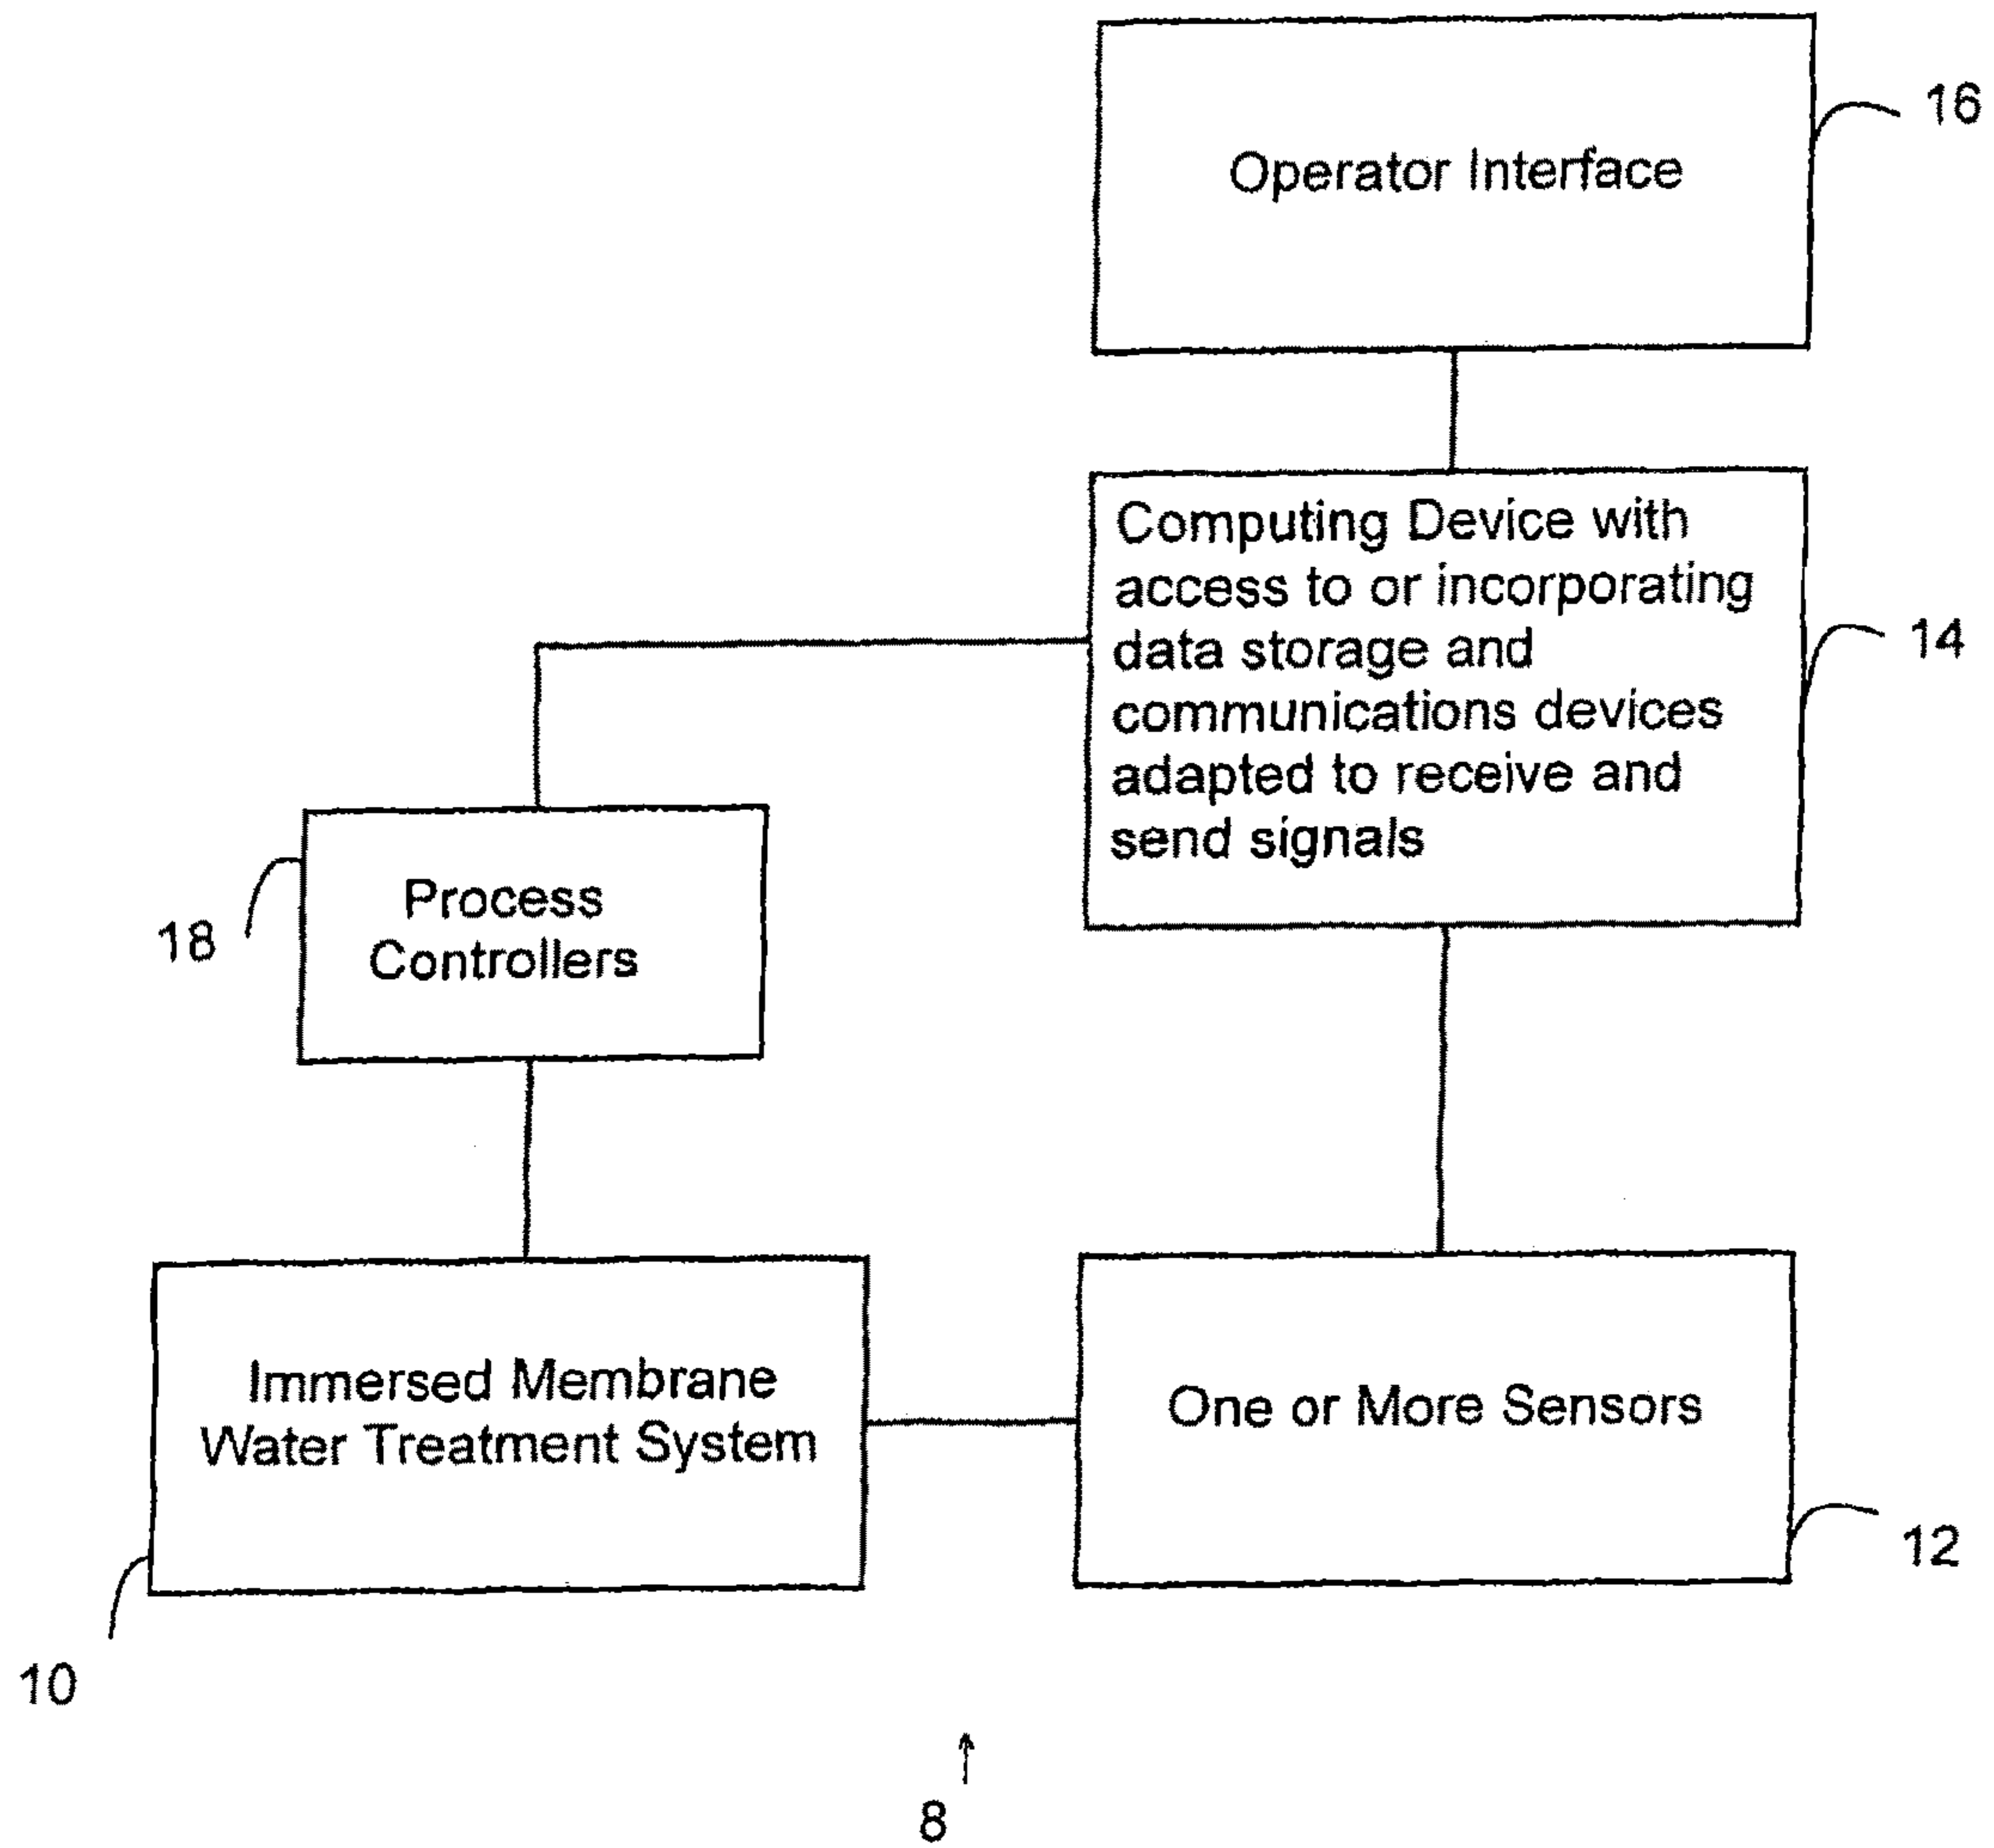 16
Operator Interface
Computing Device with
access to or incorporating
data storage and
communications devices
adapted to receive and
send signals
14
Process
Controllers
18
Immersed Membrane
Water Treatment System
One or More Sensors
12
10
8